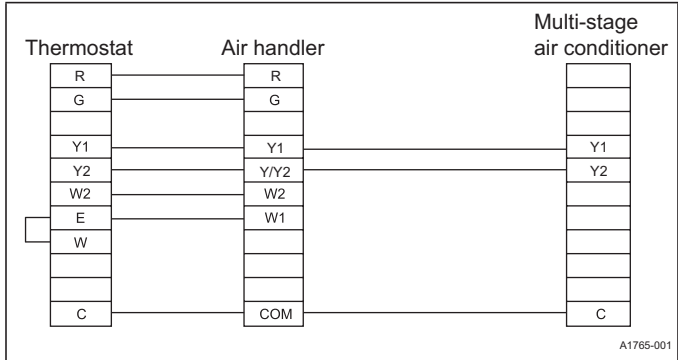 Multi-stage
Thermostat Air handler air conditioner
R R
G G
Y1 Y1 Y1
Y2 Y/Y2 Y2
W2 W2
E W1
W
C COM C
A1765-001